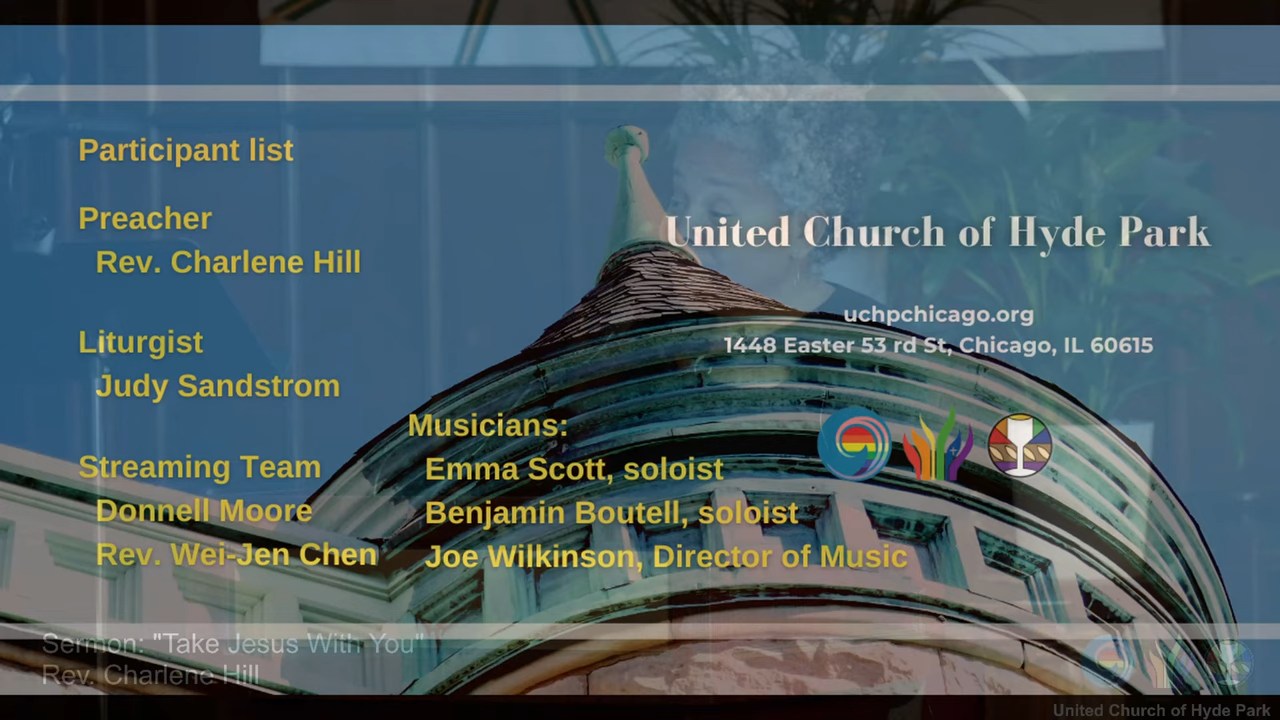 Participant list
Preacher
Rev. Charlene Hill
Liturgist
Judy Sandstrom
Streaming Team
Donnell Moore
Rev. Wei-Jen Chen
Musicians:
Emma Scott, soloist
Benjamin Boutell, soloist
Joe Wilkinson, Director of Music
United Church of Hyde Park
uchpchicago.org
1448 Easter 53 rd St, Chicago, IL 60615
Sermon: "Take Jesus With You"
Rev. Charlene Hill
United Church of Hyde Park